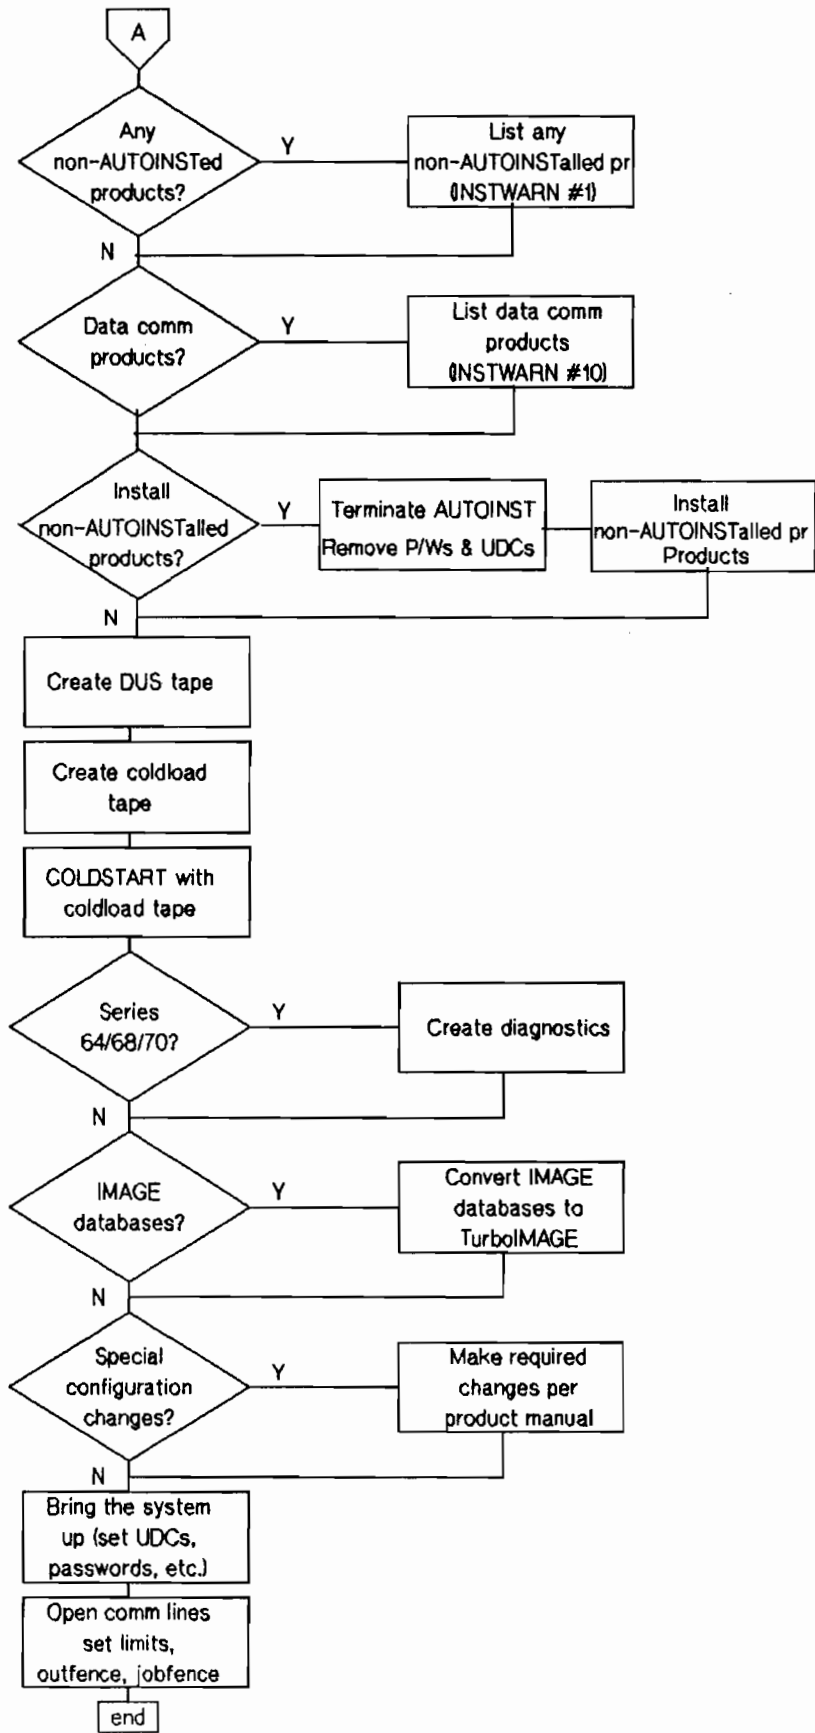 A
Any
non-AUTOINSTed
products?
Y
List any
non-AUTOINSTalled pr
(INSTWARN #1)
N
Data comm
products?
Y
List data comm
products
(INSTWARN #10)
Install
non-AUTOINSTalled
products?
Y
Terminate AUTOINST
Remove P/Ws & UDCs
Install
non-AUTOINSTalled pr
Products
N
Create DUS tape
Create coldload
tape
COLDSTART with
coldload tape
Series
64/68/70?
Y
Create diagnostics
N
IMAGE
databases?
Y
Convert IMAGE
databases to
TurboIMAGE
N
Special
configuration
changes?
Y
Make required
changes per
product manual
N
Bring the system
up (set UDCs,
passwords, etc.)
Open comm lines
set limits,
outfence, jobfence
end